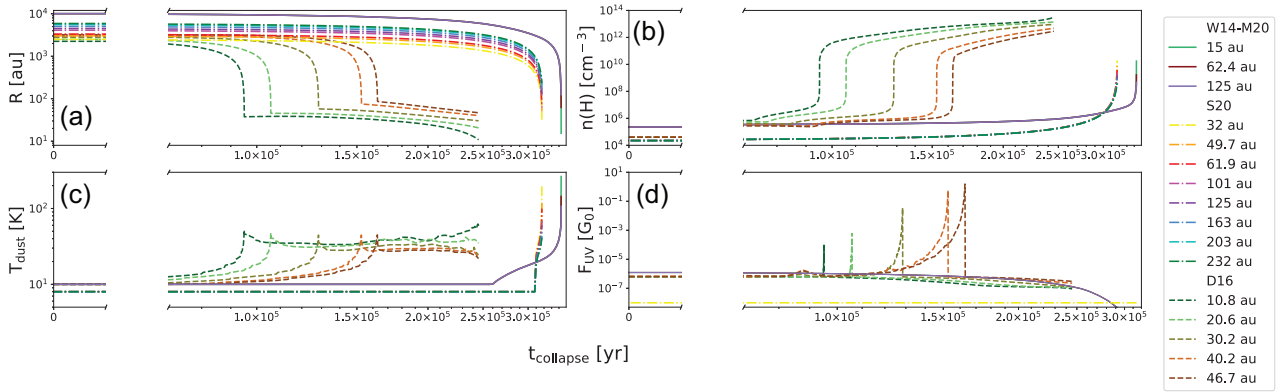 (a)
R [au]
10⁴
10³
10²
10¹
0
1.0×10⁵
1.5×10⁵
2.0×10⁵
2.5×10⁵
3.0×10⁵
(b)
n(H) [cm⁻³]
10¹⁴
10¹²
10¹⁰
10⁸
10⁶
10⁴
0
1.0×10⁵
1.5×10⁵
2.0×10⁵
2.5×10⁵
3.0×10⁵
(c)
T_dust [K]
10²
10¹
0
1.0×10⁵
1.5×10⁵
2.0×10⁵
2.5×10⁵
3.0×10⁵
(d)
F_UV [G₀]
10¹
10⁻¹
10⁻³
10⁻⁵
10⁻⁷
0
1.0×10⁵
1.5×10⁵
2.0×10⁵
2.5×10⁵
3.0×10⁵
t_collapse [yr]
W14-M20
15 au
62.4 au
125 au
S20
32 au
49.7 au
61.9 au
101 au
125 au
163 au
203 au
232 au
D16
10.8 au
20.6 au
30.2 au
40.2 au
46.7 au